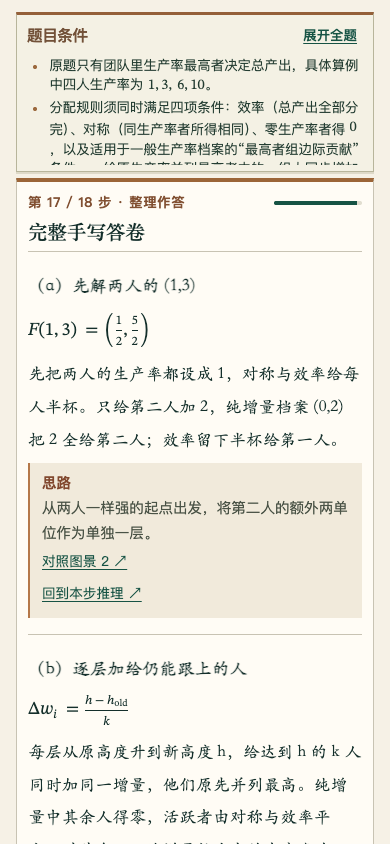 题目条件 展开全题
• 原题只有团队里生产率最高者决定总产出，具体算例
中四人生产率为 1, 3, 6, 10。
• 分配规则须同时满足四项条件：效率（总产出全部分
完）、对称（同生产率者所得相同）、零生产率者得 0
，以及适用于一般生产率档案的“最高者组边际贡献”
第 17 / 18 步 · 整理作答
完整手写答卷
（a）先解两人的 (1,3)
F(1, 3) = (1/2, 5/2)
先把两人的生产率都设成 1，对称与效率给每
人半杯。只给第二人加 2，纯增量档案 (0,2)
把 2 全给第二人；效率留下半杯给第一人。
思路
从两人一样强的起点出发，将第二人的额外两单
位作为单独一层。
对照图景 2 ↗
回到本步推理 ↗
（b）逐层加给仍能跟上的人
Δw_i = (h − h_old)/k
每层从原高度升到新高度 h，给达到 h 的 k 人
同时加同一增量，他们原先并列最高。纯增
量中其余人得零，活跃者由对称与效率平